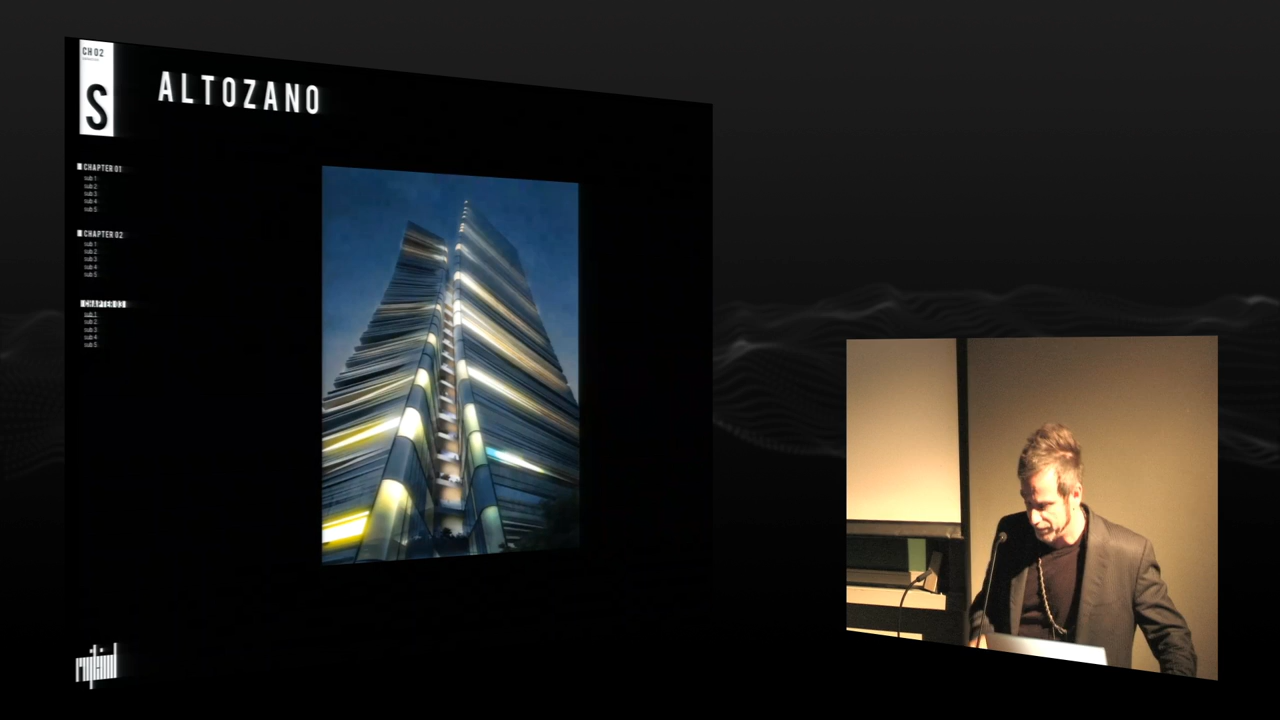 CH 02
S
ALTOZANO
CHAPTER 01
sub 1
sub 2
sub 3
sub 4
sub 5
CHAPTER 02
sub 1
sub 2
sub 3
sub 4
sub 5
CHAPTER 03
sub 1
sub 2
sub 3
sub 4
sub 5